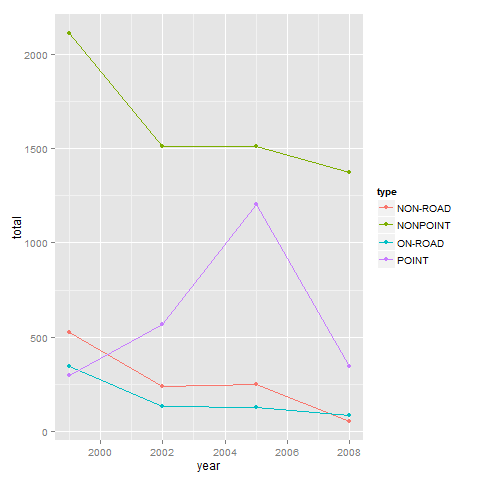 total
2000
1500
1000
500
0
2000
2002
2004
2006
2008
year
type
NON-ROAD
NONPOINT
ON-ROAD
POINT